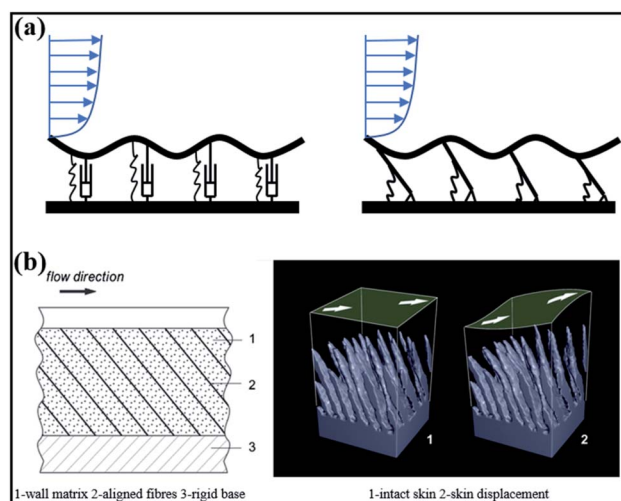 (a)
(b)
flow direction
1
2
3
1
2
1-wall matrix 2-aligned fibres 3-rigid base
1-intact skin 2-skin displacement